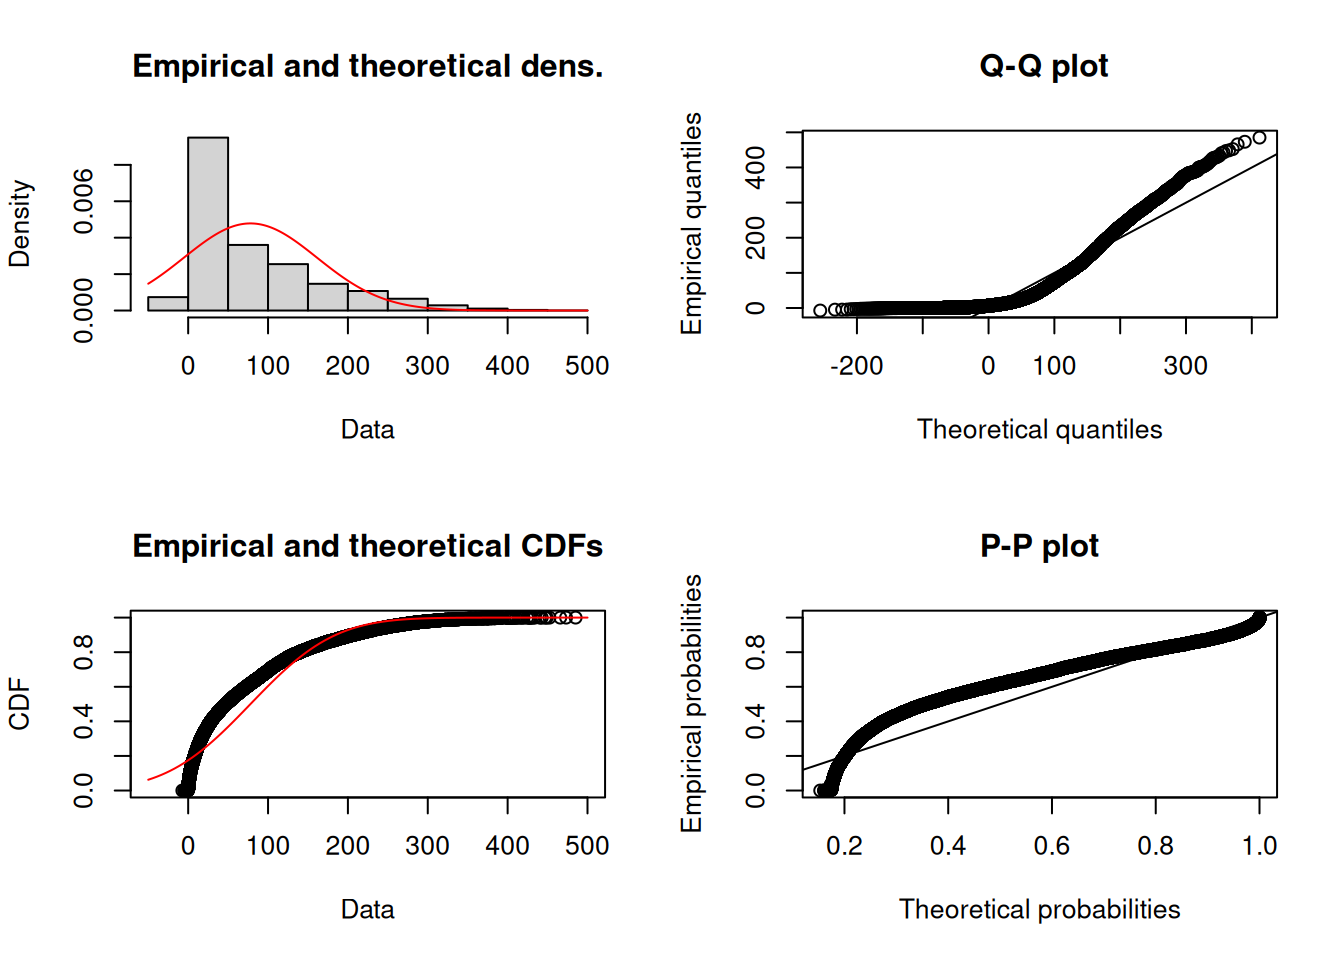 Empirical and theoretical dens.
Density
0.000
0.006
0
100
200
300
400
500
Data
Q-Q plot
Empirical quantiles
0
200
400
-200
0
100
300
Theoretical quantiles
Empirical and theoretical CDFs
CDF
0.0
0.4
0.8
0
100
200
300
400
500
Data
P-P plot
Empirical probabilities
0.0
0.4
0.8
0.2
0.4
0.6
0.8
1.0
Theoretical probabilities